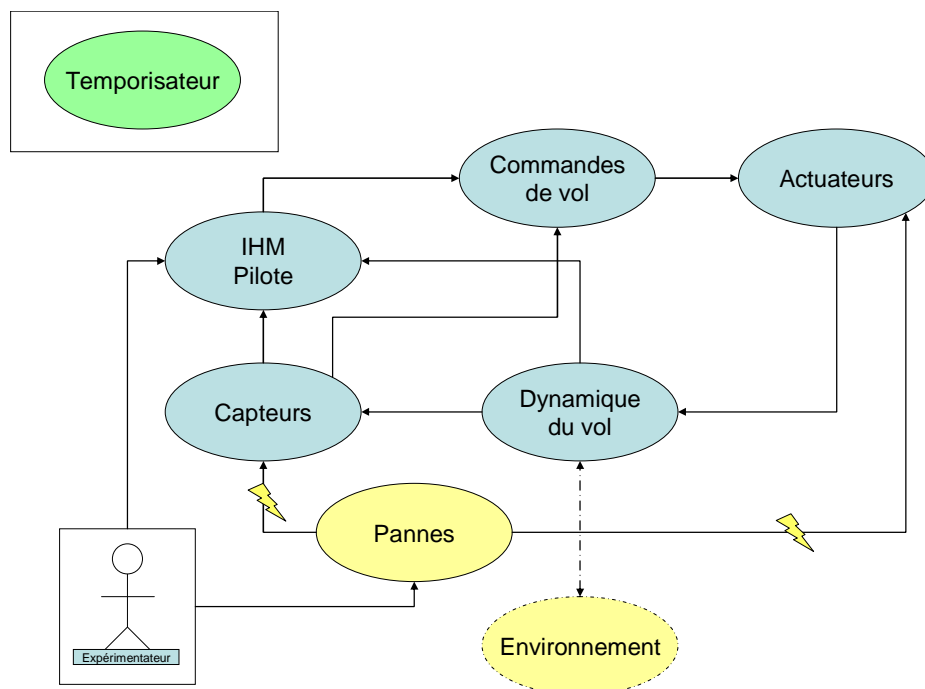 Temporisateur
Commandes
de vol
Actuateurs
IHM
Pilote
Capteurs
Dynamique
du vol
Pannes
Environnement
Expérimentateur